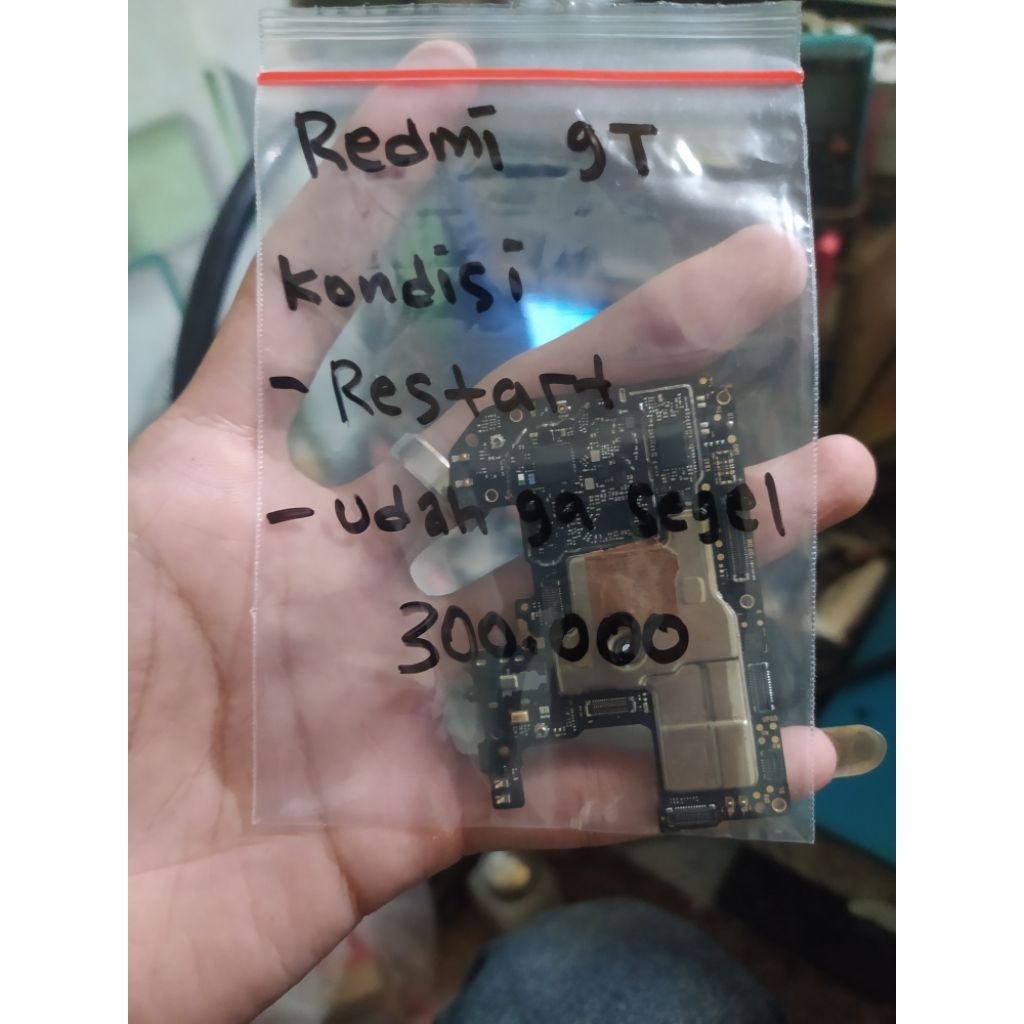 Redmi 9T
Kondisi
- Restart
- udah ga segel
300.000